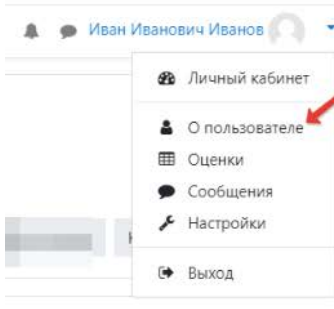 Иван Иванович Иванов
Личный кабинет
О пользователе
Оценки
Сообщения
Настройки
Выход